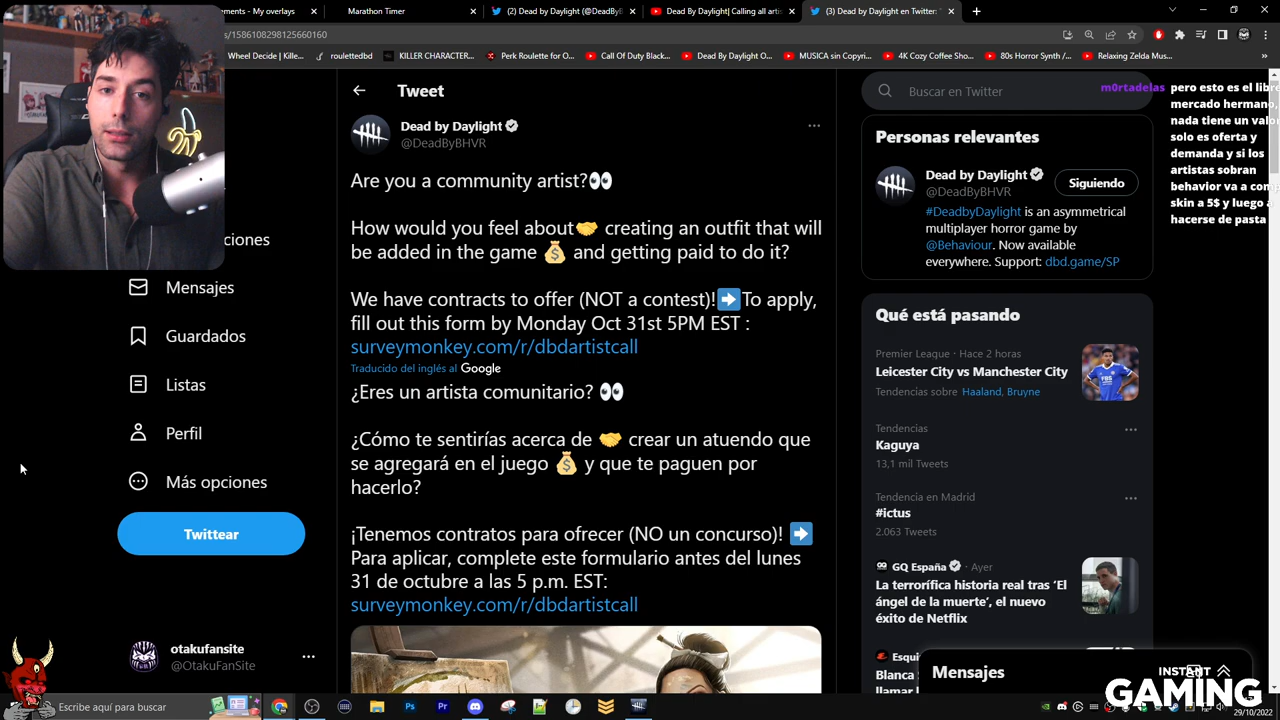 ements - My overlays
Marathon Timer
(2) Dead by Daylight (@DeadBy
Dead By Daylight| Calling all arti
(3) Dead by Daylight en Twitter:
s/1586108298125660160
Wheel Decide | Kille...
roulettedbd
KILLER CHARACTER...
Perk Roulette for O...
Call Of Duty Black...
Dead By Daylight O...
MUSICA sin Copyri...
4K Cozy Coffee Sho...
80s Horror Synth /...
Relaxing Zelda Mus...
Tweet
Dead by Daylight
@DeadByBHVR
Are you a community artist?👀
How would you feel about🤝 creating an outfit that will
be added in the game 💰 and getting paid to do it?
We have contracts to offer (NOT a contest)!➡️To apply,
fill out this form by Monday Oct 31st 5PM EST :
surveymonkey.com/r/dbdartistcall
Traducido del inglés al Google
¿Eres un artista comunitario? 👀
¿Cómo te sentirías acerca de 🤝 crear un atuendo que
se agregará en el juego 💰 y que te paguen por
hacerlo?
¡Tenemos contratos para ofrecer (NO un concurso)! ➡️
Para aplicar, complete este formulario antes del lunes
31 de octubre a las 5 p.m. EST:
surveymonkey.com/r/dbdartistcall
ciones
Mensajes
Guardados
Listas
Perfil
Más opciones
Twittear
otakufansite
@OtakuFanSite
Buscar en Twitter
Personas relevantes
Dead by Daylight
@DeadByBHVR
Siguiendo
#DeadbyDaylight is an asymmetrical
multiplayer horror game by
@Behaviour. Now available
everywhere. Support: dbd.game/SP
Qué está pasando
Premier League · Hace 2 horas
Leicester City vs Manchester City
Tendencias sobre Haaland, Bruyne
Tendencias
Kaguya
13,1 mil Tweets
Tendencia en Madrid
#ictus
2.063 Tweets
GQ España · Ayer
La terrorífica historia real tras ‘El
ángel de la muerte’, el nuevo
éxito de Netflix
Esqui
Blanca
llamar
Mensajes
m0rtadelas
pero esto es el libre
mercado hermano,
nada tiene un valo
solo es oferta y
demanda y si los
artistas sobran
behavior va a com
skin a 5$ y luego a
hacerse de pasta
INSTANT
GAMING
Escribe aquí para buscar
29/10/2022